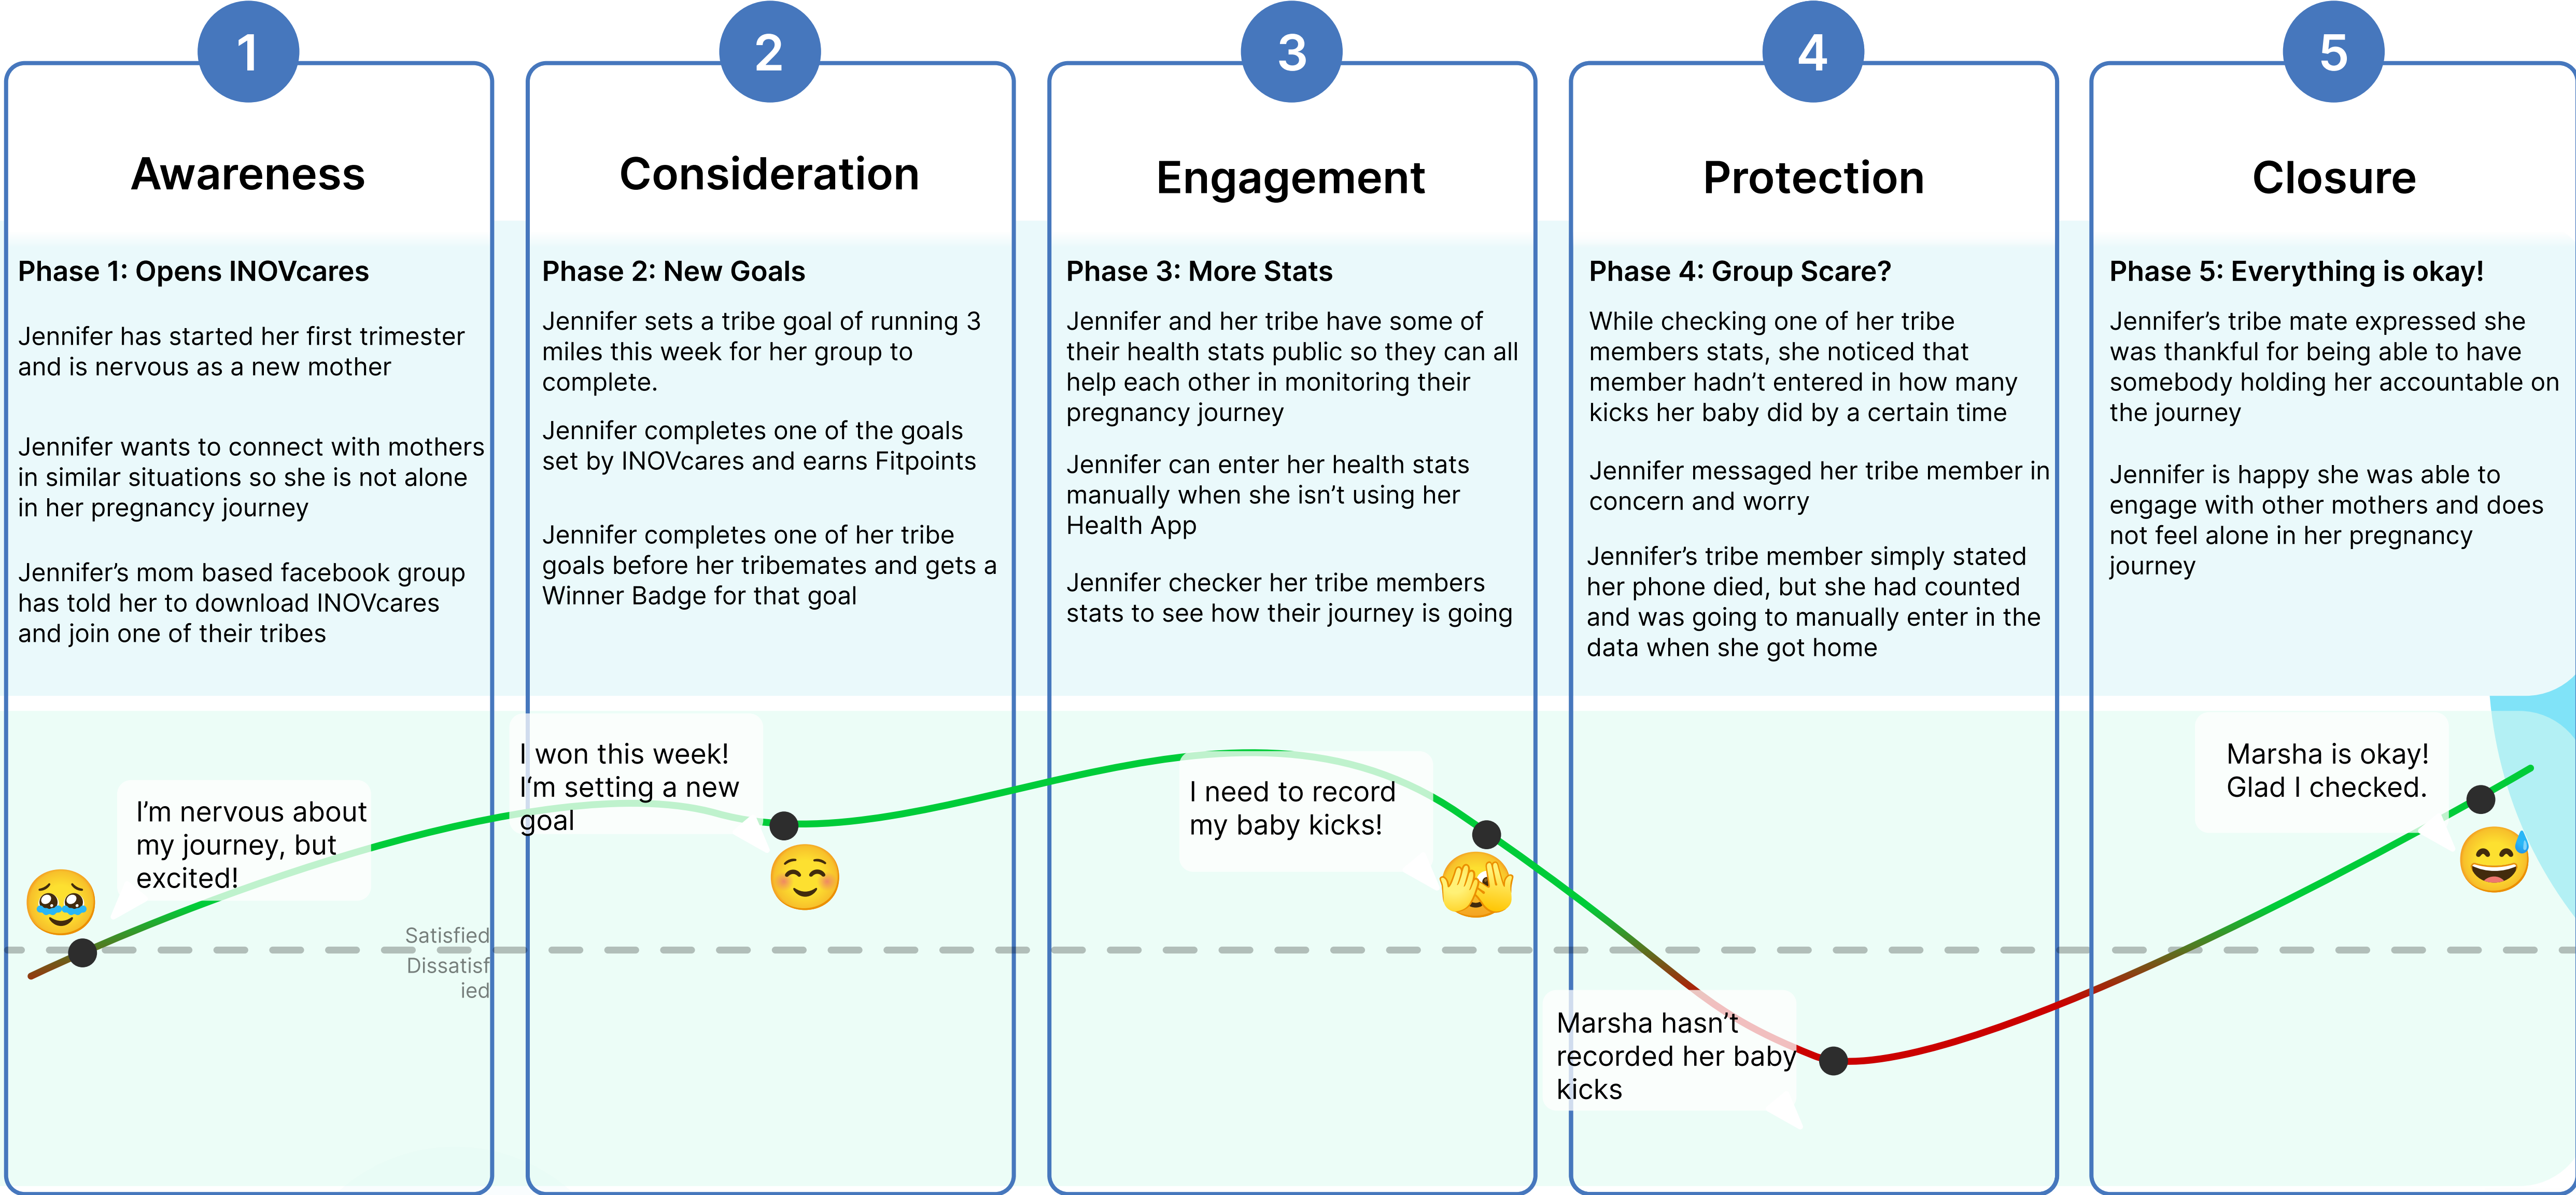 1
Awareness
Phase 1: Opens INOVcares
Jennifer has started her first trimester
and is nervous as a new mother
Jennifer wants to connect with mothers
in similar situations so she is not alone
in her pregnancy journey
Jennifer’s mom based facebook group
has told her to download INOVcares
and join one of their tribes
I’m nervous about
my journey, but
excited!
Satisfied
Dissatisf
ied
2
Consideration
Phase 2: New Goals
Jennifer sets a tribe goal of running 3
miles this week for her group to
complete.
Jennifer completes one of the goals
set by INOVcares and earns Fitpoints
Jennifer completes one of her tribe
goals before her tribemates and gets a
Winner Badge for that goal
I won this week!
I’m setting a new
goal
3
Engagement
Phase 3: More Stats
Jennifer and her tribe have some of
their health stats public so they can all
help each other in monitoring their
pregnancy journey
Jennifer can enter her health stats
manually when she isn’t using her
Health App
Jennifer checker her tribe members
stats to see how their journey is going
I need to record
my baby kicks!
4
Protection
Phase 4: Group Scare?
While checking one of her tribe
members stats, she noticed that
member hadn’t entered in how many
kicks her baby did by a certain time
Jennifer messaged her tribe member in
concern and worry
Jennifer’s tribe member simply stated
her phone died, but she had counted
and was going to manually enter in the
data when she got home
Marsha hasn’t
recorded her baby
kicks
5
Closure
Phase 5: Everything is okay!
Jennifer’s tribe mate expressed she
was thankful for being able to have
somebody holding her accountable on
the journey
Jennifer is happy she was able to
engage with other mothers and does
not feel alone in her pregnancy
journey
Marsha is okay!
Glad I checked.